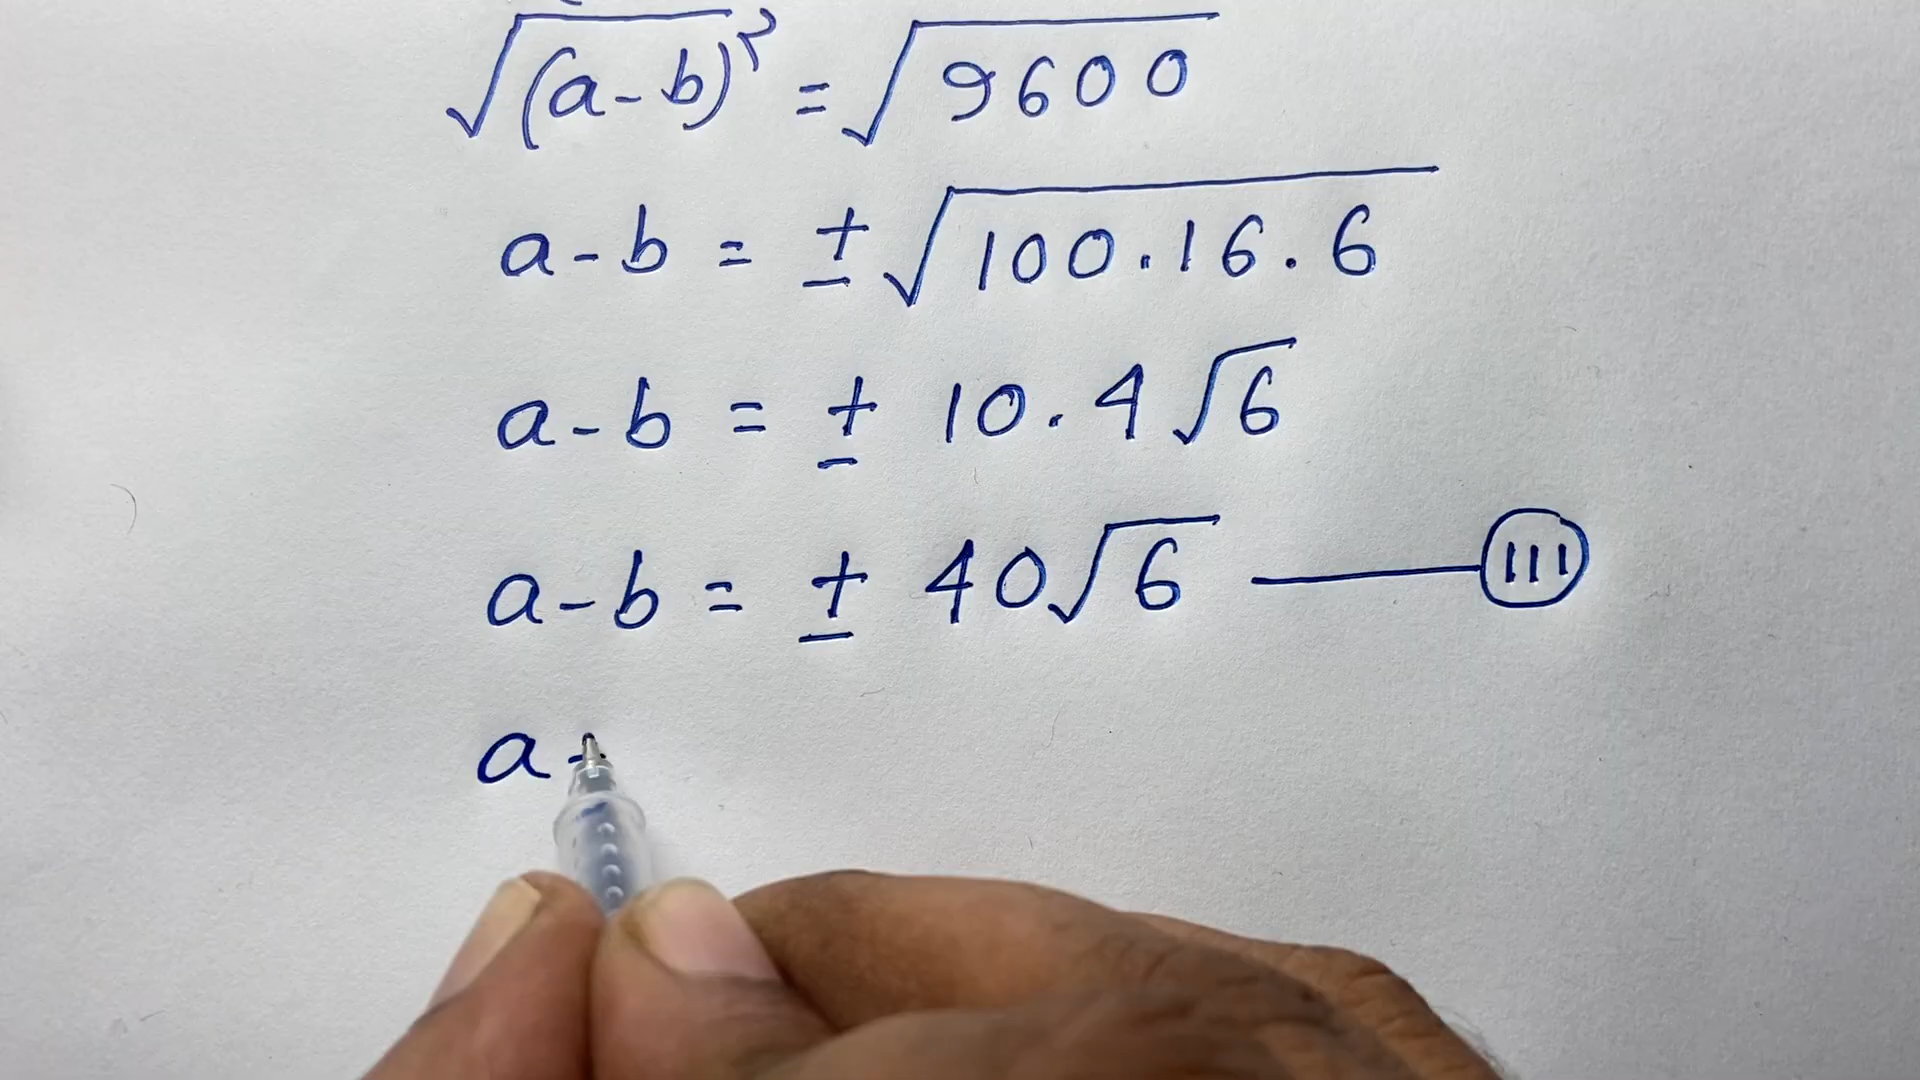 √(a-b)² = √9600
a-b = ± √100.16.6
a-b = ± 10.4√6
a-b = ± 40√6 —— III
a